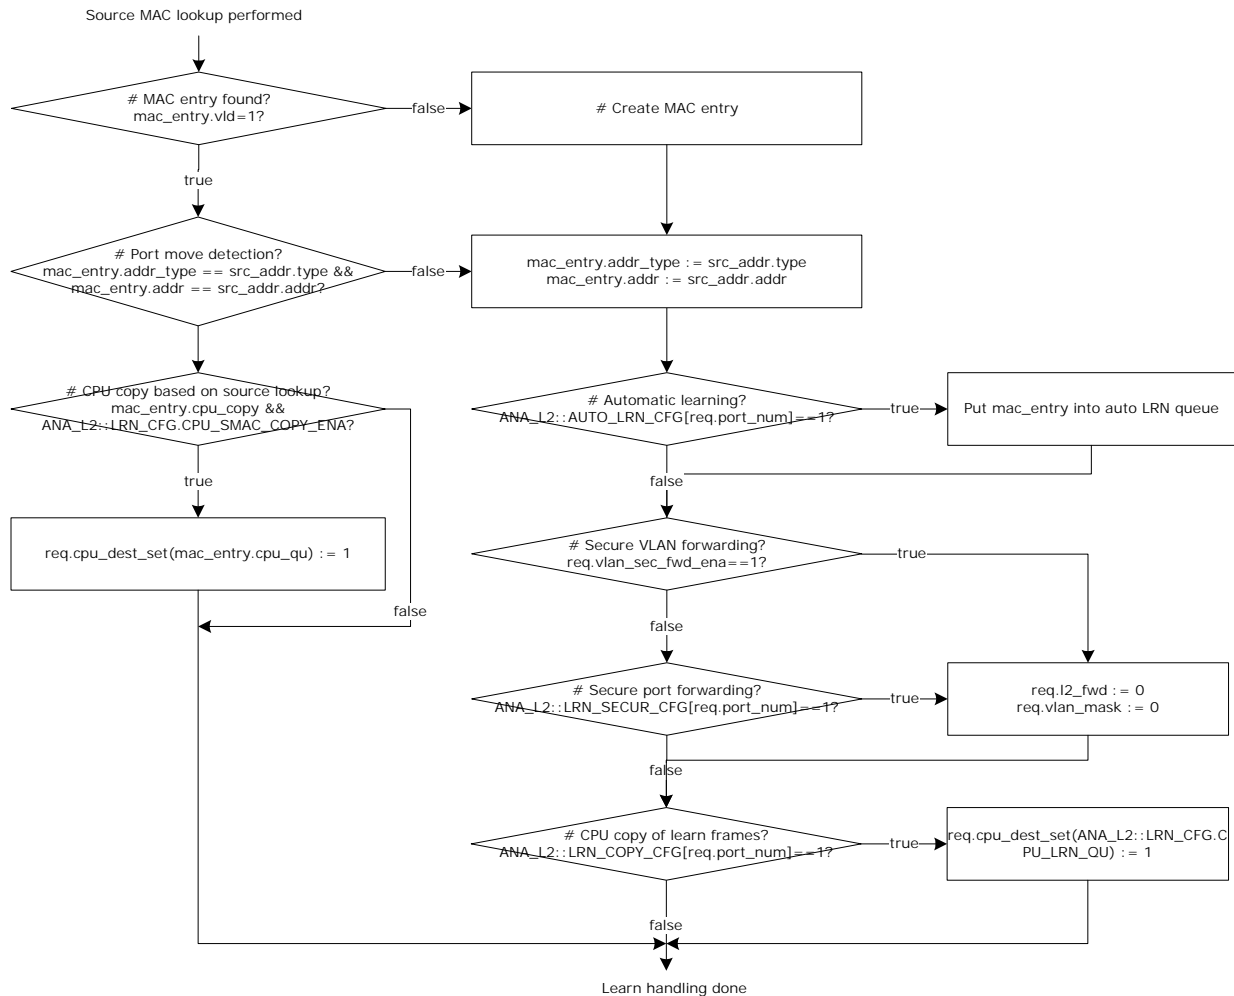 Source MAC lookup performed
# MAC entry found?
mac_entry.vld=1?
false
# Create MAC entry
true
# Port move detection?
mac_entry.addr_type == src_addr.type &&
mac_entry.addr == src_addr.addr?
false
mac_entry.addr_type := src_addr.type
mac_entry.addr := src_addr.addr
# CPU copy based on source lookup?
mac_entry.cpu_copy &&
ANA_L2::LRN_CFG.CPU_SMAC_COPY_ENA?
# Automatic learning?
ANA_L2::AUTO_LRN_CFG[req.port_num]==1?
true
Put mac_entry into auto LRN queue
true
false
req.cpu_dest_set(mac_entry.cpu_qu) := 1
# Secure VLAN forwarding?
req.vlan_sec_fwd_ena==1?
true
false
false
# Secure port forwarding?
ANA_L2::LRN_SECUR_CFG[req.port_num]==1?
true
req.l2_fwd := 0
req.vlan_mask := 0
false
# CPU copy of learn frames?
ANA_L2::LRN_COPY_CFG[req.port_num]==1?
true
req.cpu_dest_set(ANA_L2::LRN_CFG.C
PU_LRN_QU) := 1
false
Learn handling done